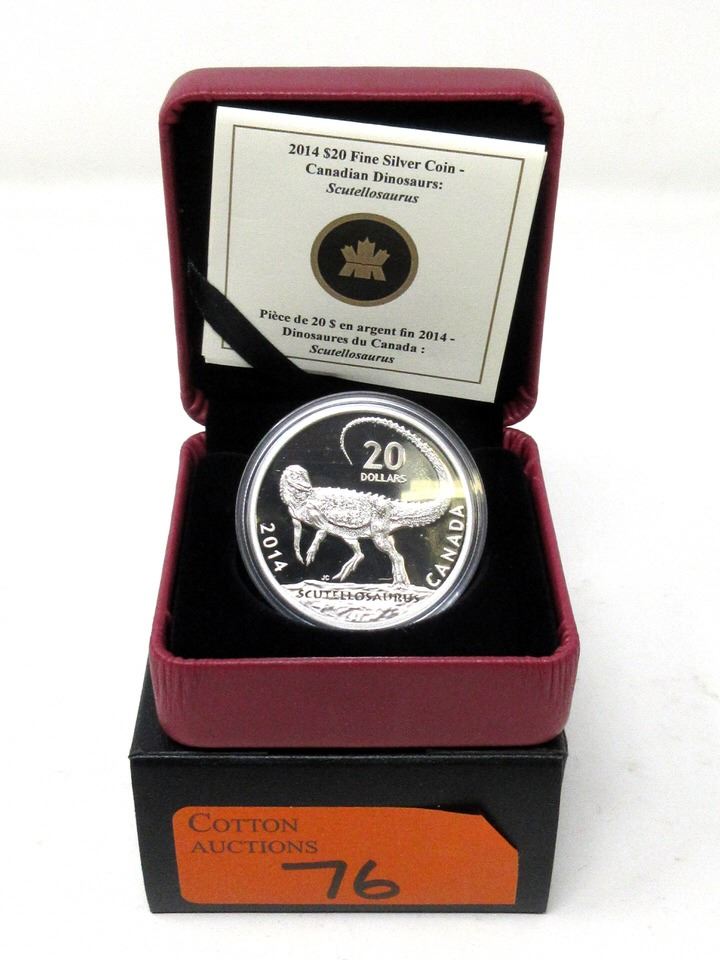 2014 $20 Fine Silver Coin -
Canadian Dinosaurs:
Scutellosaurus
Pièce de 20 $ en argent fin 2014 -
Dinosaures du Canada :
Scutellosaurus
20
DOLLARS
2014
CANADA
JC
SCUTELLOSAURUS
COTTON
AUCTIONS
76